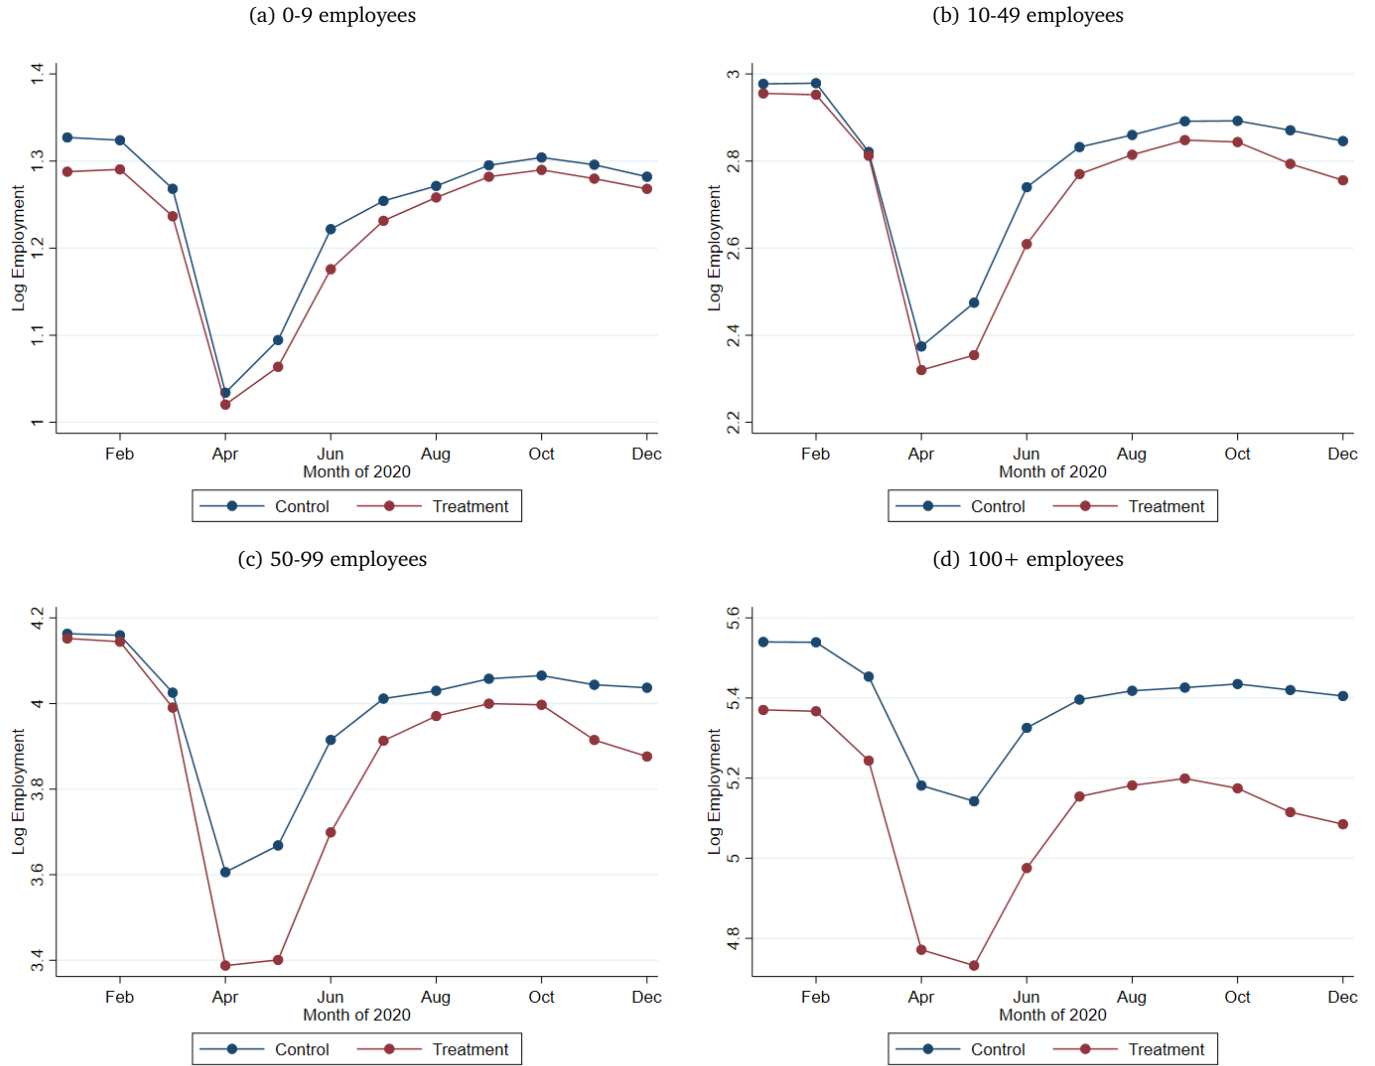 (a) 0-9 employees
Log Employment
1.4
1.3
1.2
1.1
1
Feb Apr Jun Aug Oct Dec
Month of 2020
Control Treatment
(b) 10-49 employees
Log Employment
3
2.8
2.6
2.4
2.2
Feb Apr Jun Aug Oct Dec
Month of 2020
Control Treatment
(c) 50-99 employees
Log Employment
4.2
4
3.8
3.6
3.4
Feb Apr Jun Aug Oct Dec
Month of 2020
Control Treatment
(d) 100+ employees
Log Employment
5.6
5.4
5.2
5
4.8
Feb Apr Jun Aug Oct Dec
Month of 2020
Control Treatment